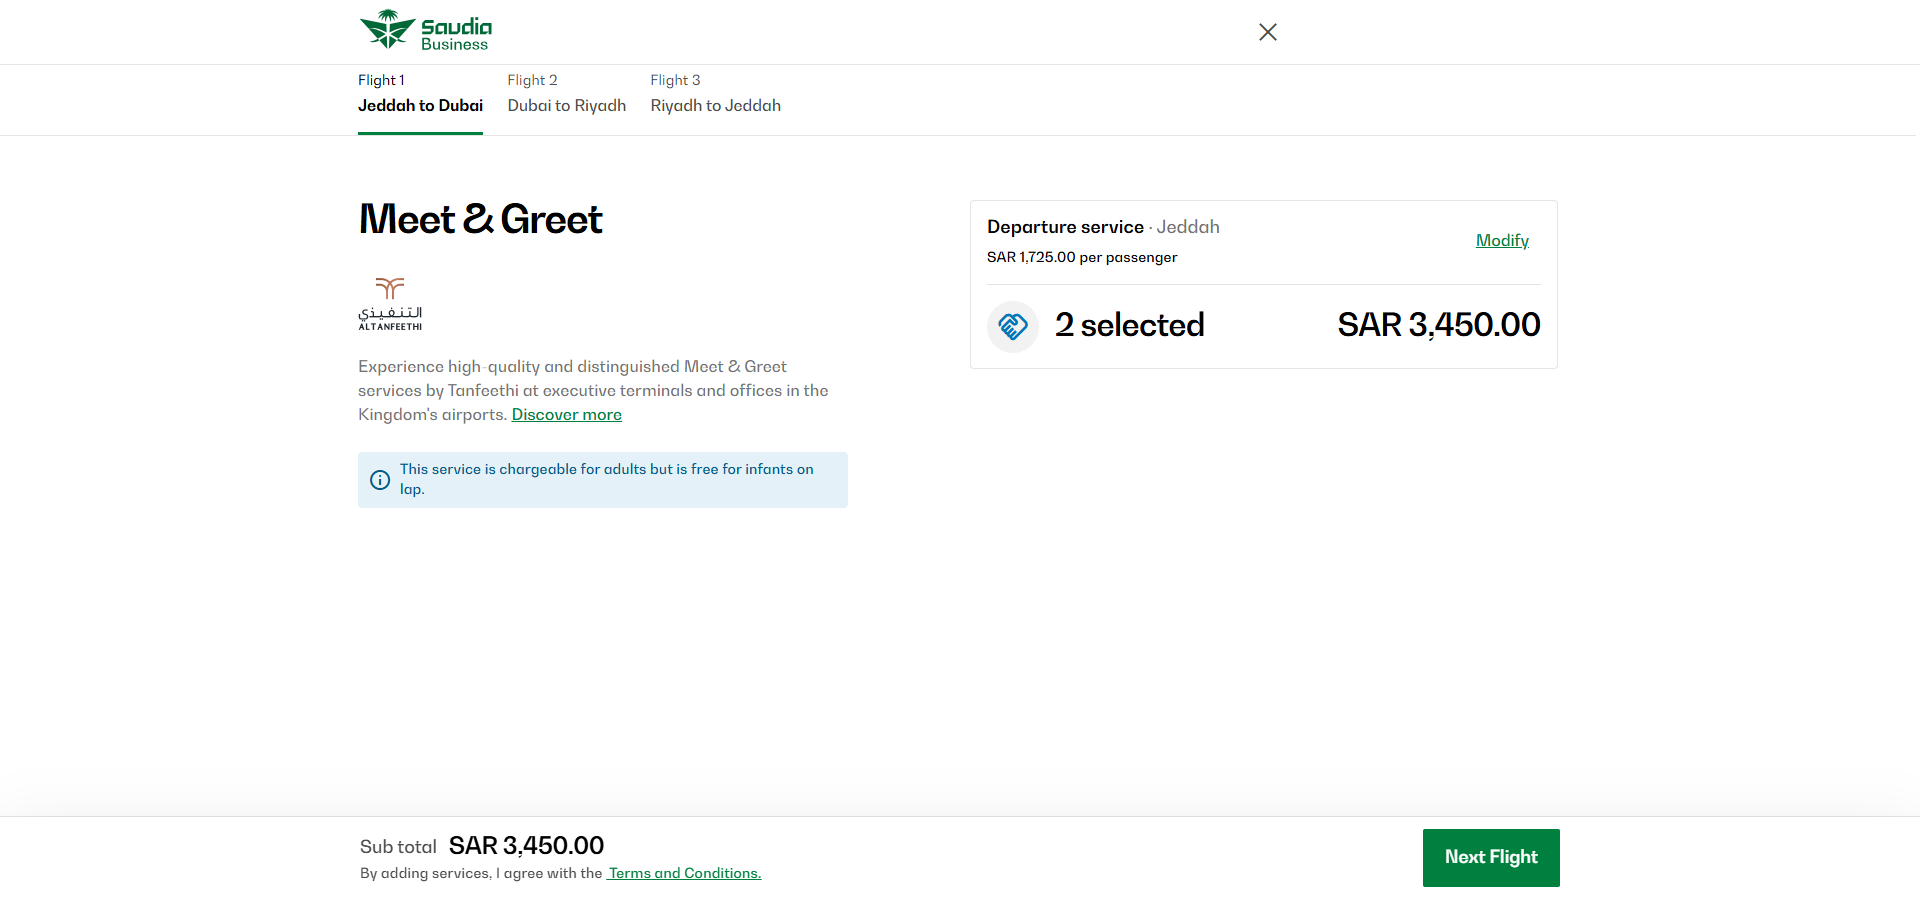 Saudia
Business
Flight 1
Jeddah to Dubai
Flight 2
Dubai to Riyadh
Flight 3
Riyadh to Jeddah
Meet & Greet
التنفيذي
ALTANFEETHI
Experience high-quality and distinguished Meet & Greet
services by Tanfeethi at executive terminals and offices in the
Kingdom's airports. Discover more
This service is chargeable for adults but is free for infants on
lap.
Departure service · Jeddah
SAR 1,725.00 per passenger
Modify
2 selected
SAR 3,450.00
Sub total SAR 3,450.00
By adding services, I agree with the Terms and Conditions.
Next Flight